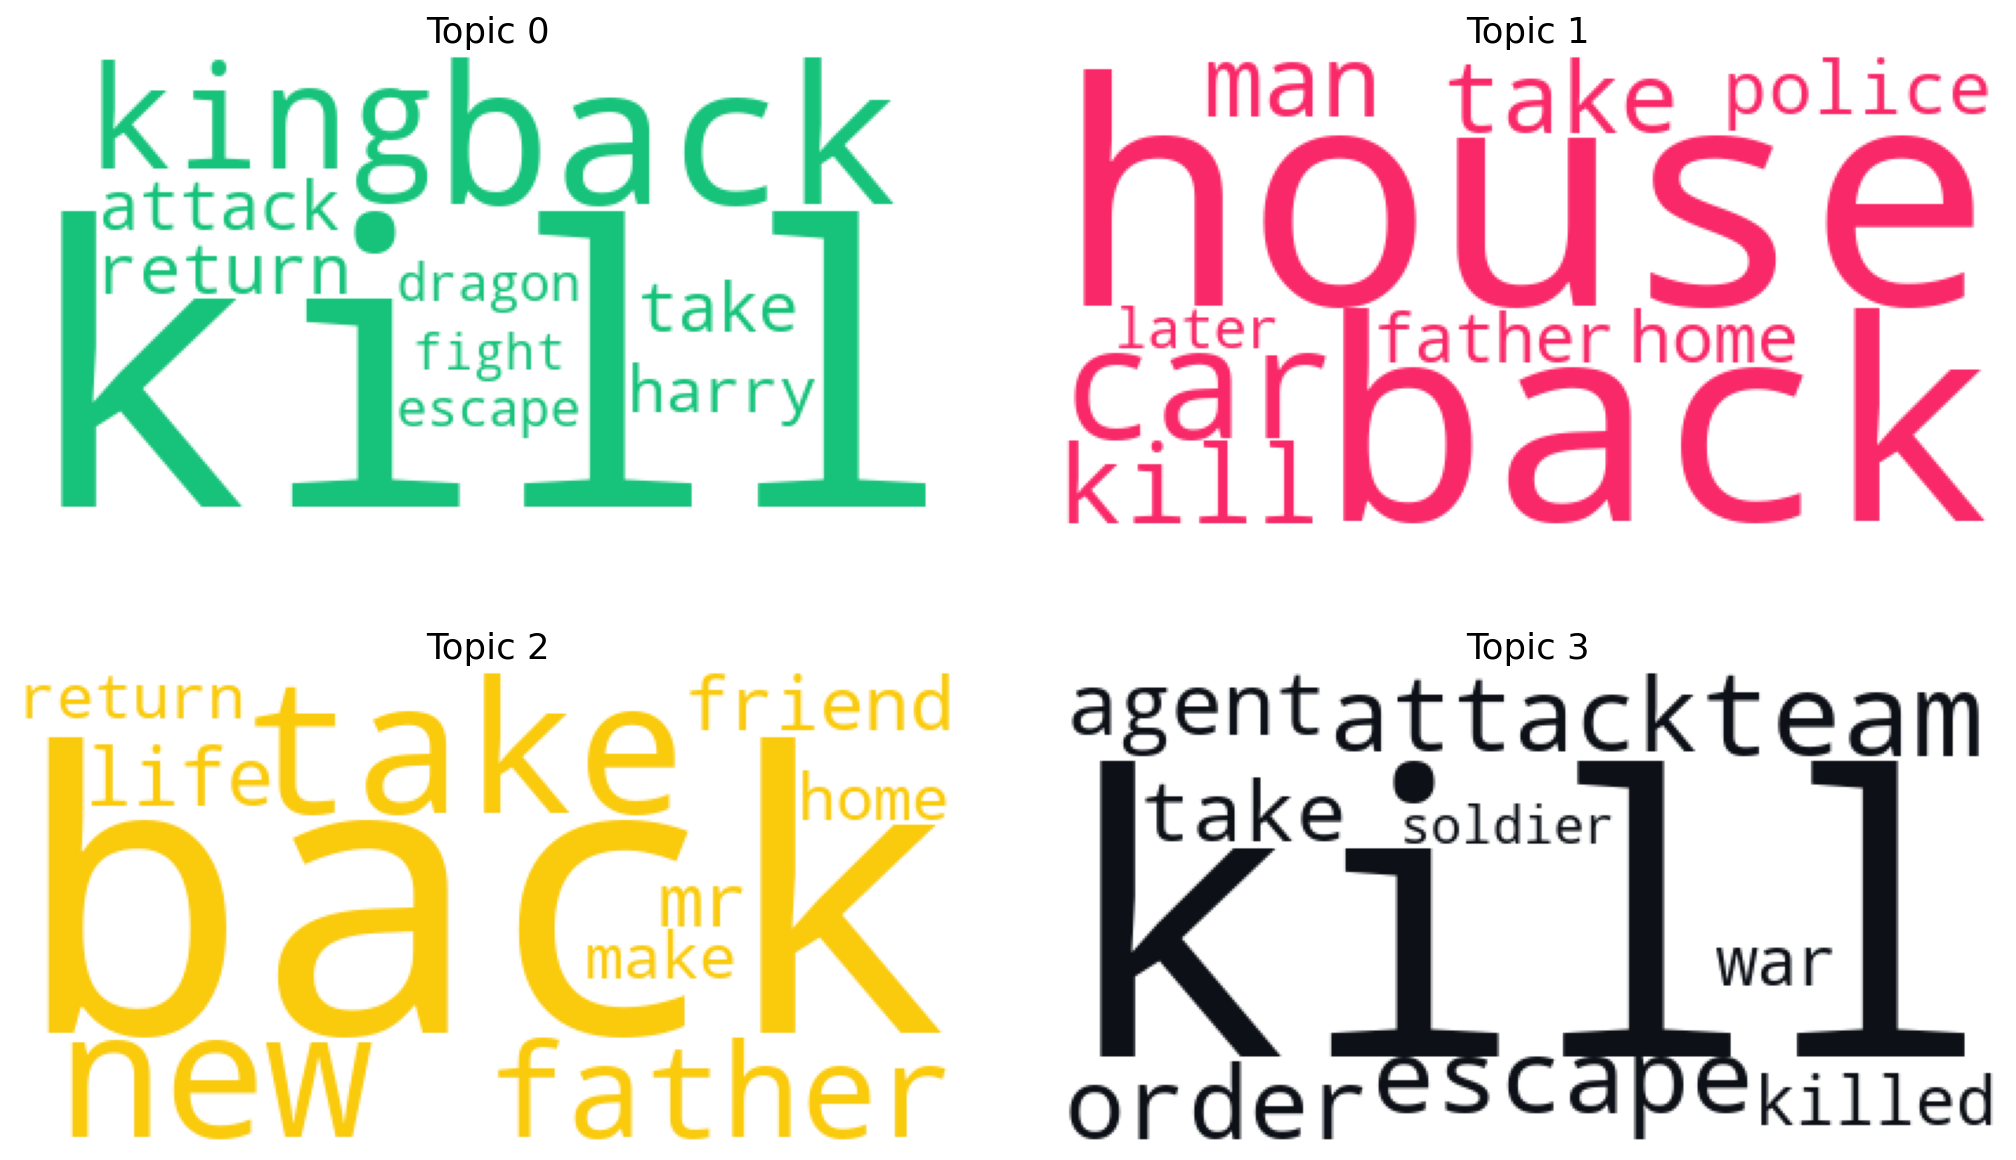 Topic 0
king back
attack
return
kill
dragon
take
fight
harry
escape
Topic 1
man take police
house
later father home
car
back
kill
Topic 2
return take friend
life
home
back
mr
make
new father
Topic 3
agent attack team
take soldier
kill
war
order escape killed